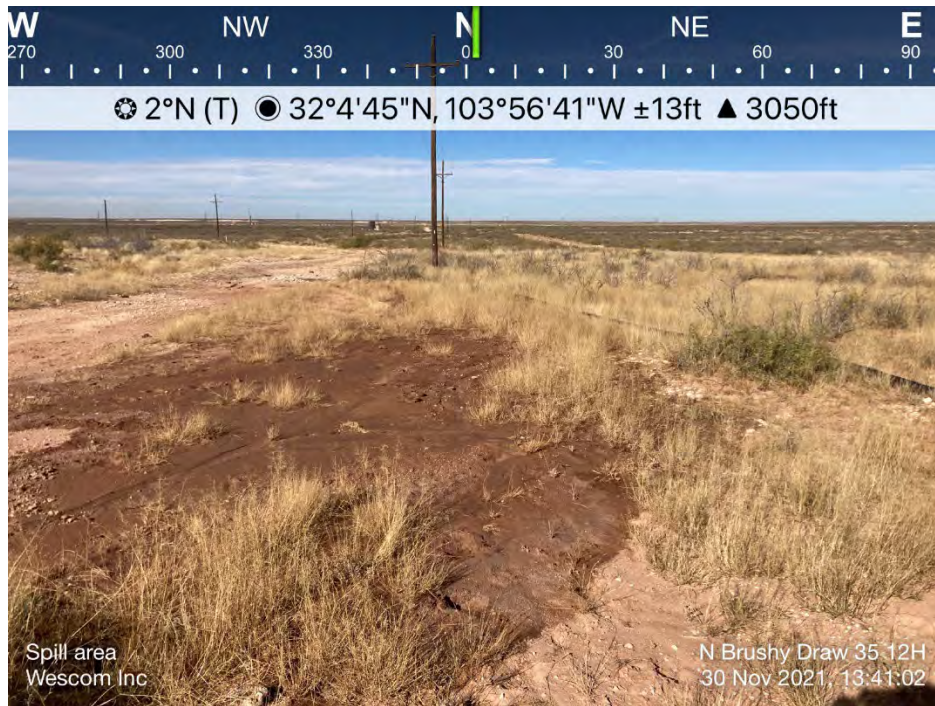 W NW N NE E
270 300 330 0 30 60 90
2°N (T) 32°4'45"N, 103°56'41"W ±13ft ▲ 3050ft
Spill area
Wescom Inc
N Brushy Draw 35 12H
30 Nov 2021, 13:41:02